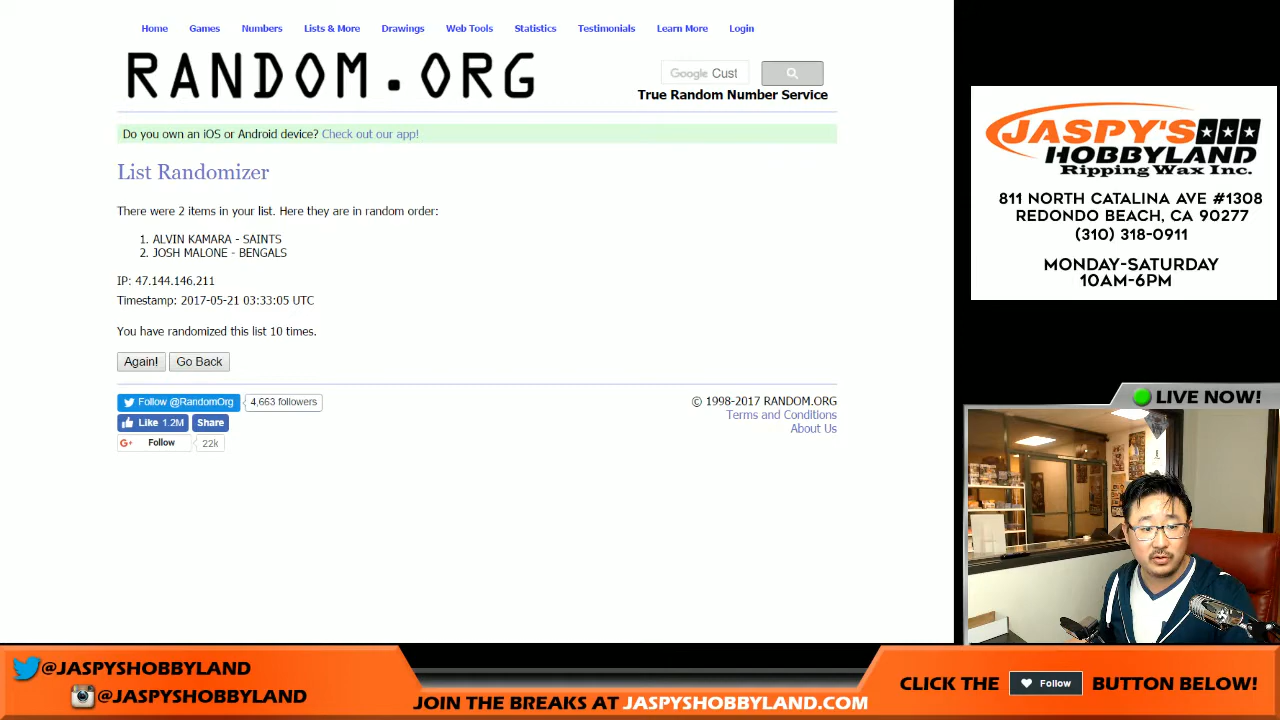 Home Games Numbers Lists & More Drawings Web Tools Statistics Testimonials Learn More Login
RANDOM.ORG
Google Cust
True Random Number Service
Do you own an iOS or Android device? Check out our app!
List Randomizer
There were 2 items in your list. Here they are in random order:
1. ALVIN KAMARA - SAINTS
2. JOSH MALONE - BENGALS
IP: 47.144.146.211
Timestamp: 2017-05-21 03:33:05 UTC
You have randomized this list 10 times.
Again! Go Back
Follow @RandomOrg 4,663 followers
Like 1.2M Share
G+ Follow 22k
© 1998-2017 RANDOM.ORG
Terms and Conditions
About Us
JASPY'S
HOBBYLAND
Ripping Wax Inc.
811 NORTH CATALINA AVE #1308
REDONDO BEACH, CA 90277
(310) 318-0911
MONDAY-SATURDAY
10AM-6PM
LIVE NOW!
@JASPYSHOBBYLAND
@JASPYSHOBBYLAND
JOIN THE BREAKS AT JASPYSHOBBYLAND.COM
CLICK THE Follow BUTTON BELOW!